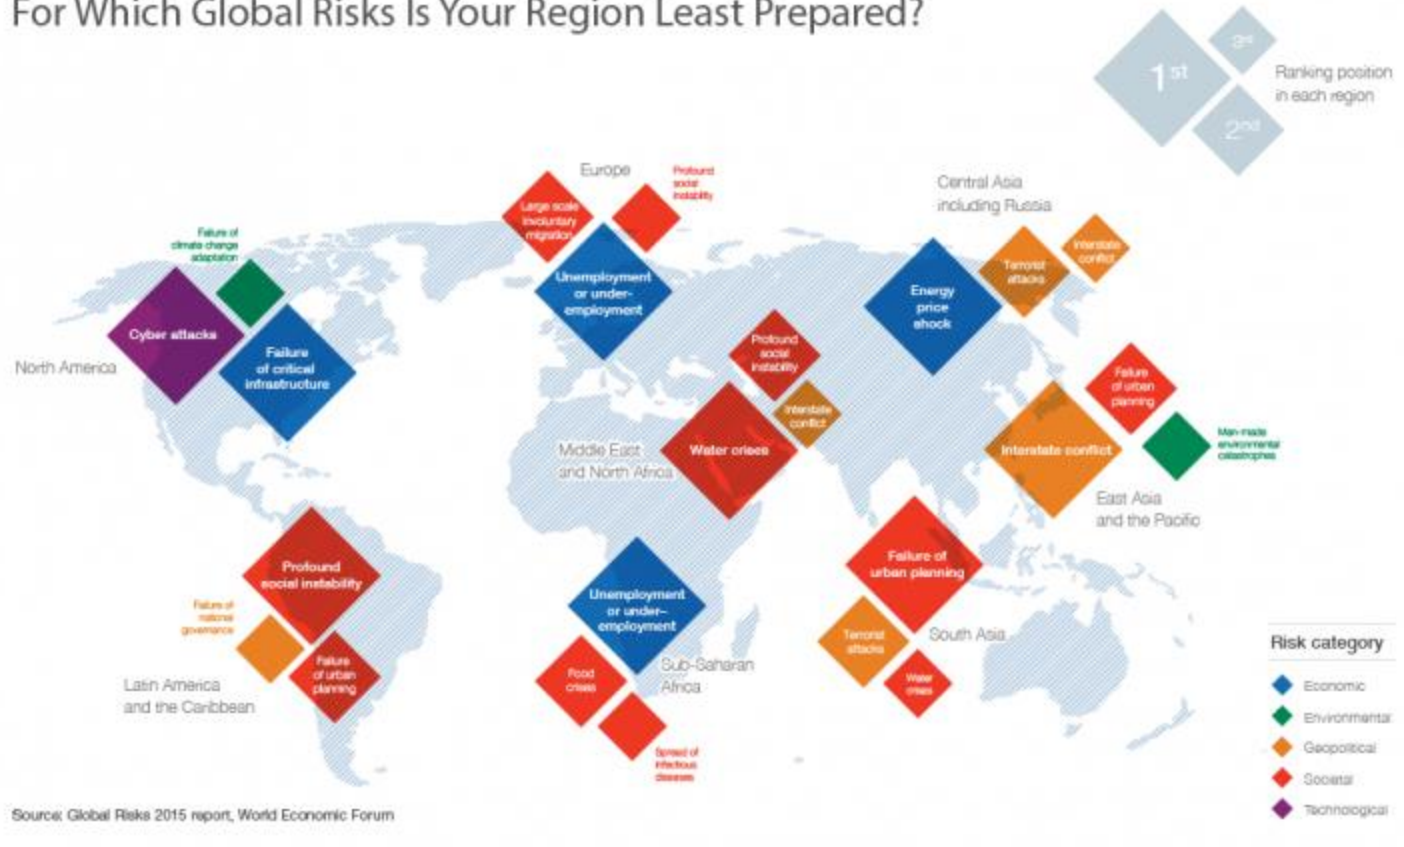 For Which Global Risks Is Your Region Least Prepared?
1st
3rd
2nd
Ranking position
in each region
Europe
Large scale
involuntary
migration
Profound
social
instability
Unemployment
or under-
employment
Central Asia
including Russia
Energy
price
shock
Terrorist
attacks
Interstate
conflict
Failure of
climate change
adaptation
Cyber attacks
Failure
of critical
infrastructure
North America
Profound
social
instability
Interstate
conflict
Water crises
Middle East
and North Africa
Failure
of urban
planning
Interstate conflict
Man-made
environmental
catastrophes
East Asia
and the Pacific
Profound
social instability
Failure of
national
governance
Failure
of urban
planning
Latin America
and the Caribbean
Unemployment
or under–
employment
Food
crises
Sub-Saharan
Africa
Spread of
infectious
diseases
Failure of
urban planning
Terrorist
attacks
South Asia
Water
crises
Risk category
Economic
Environmental
Geopolitical
Societal
Technological
Source: Global Risks 2015 report, World Economic Forum